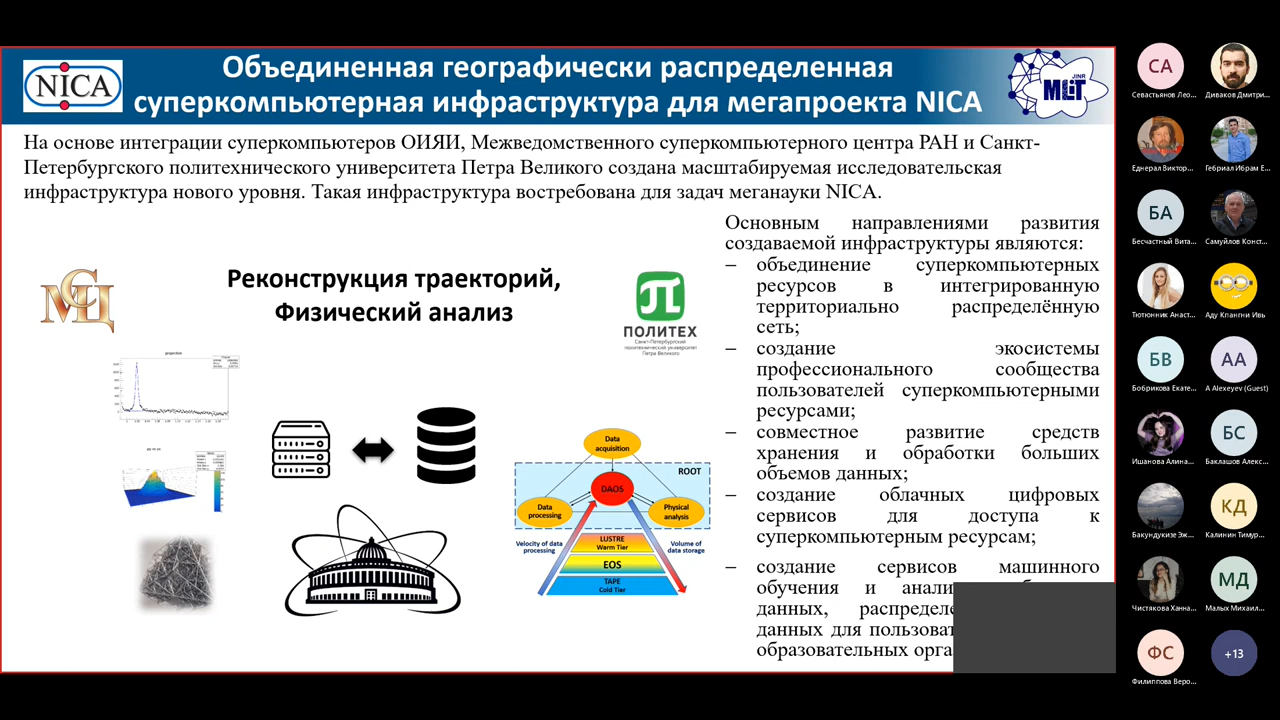 NICA
Объединенная географически распределенная
суперкомпьютерная инфраструктура для мегапроекта NICA
JINR
MLIT
На основе интеграции суперкомпьютеров ОИЯИ, Межведомственного суперкомпьютерного центра РАН и Санкт-
Петербургского политехнического университета Петра Великого создана масштабируемая исследовательская
инфраструктура нового уровня. Такая инфраструктура востребована для задач меганауки NICA.
МСЦ
Реконструкция траекторий,
Физический анализ
ПОЛИТЕХ
Санкт-Петербургский
политехнический университет
Петра Великого
projection
Data
acquisition
ROOT
DAOS
Data
processing
Physical
analysis
Velocity of data
processing
Volume of
data storage
LUSTRE
Warm Tier
EOS
TAPE
Cold Tier
Основным направлениями развития
создаваемой инфраструктуры являются:
– объединение суперкомпьютерных
ресурсов в интегрированную
территориально распределённую
сеть;
– создание экосистемы
профессионального сообщества
пользователей суперкомпьютерными
ресурсами;
– совместное развитие средств
хранения и обработки больших
объемов данных;
– создание облачных цифровых
сервисов для доступа к
суперкомпьютерным ресурсам;
– создание сервисов машинного
обучения и анали
данных, распредел
данных для пользоват
образовательных орга
СА
Севастьянов Лео...
Диваков Дмитри...
Еднерал Виктор...
Гебриал Ибрам Е...
БА
Бесчастный Вита...
Самуйлов Конст...
Тютюнник Анаст...
Аду Кпангни Ивь
БВ
Бобрикова Екате...
АА
A Alexeyev (Guest)
Ишанова Алина...
БС
Баклашов Алекс...
Бакундукизе Эж...
КД
Калинин Тимур...
Чистякова Ханна...
МД
Малых Михаил...
ФС
Филиппова Веро...
+13